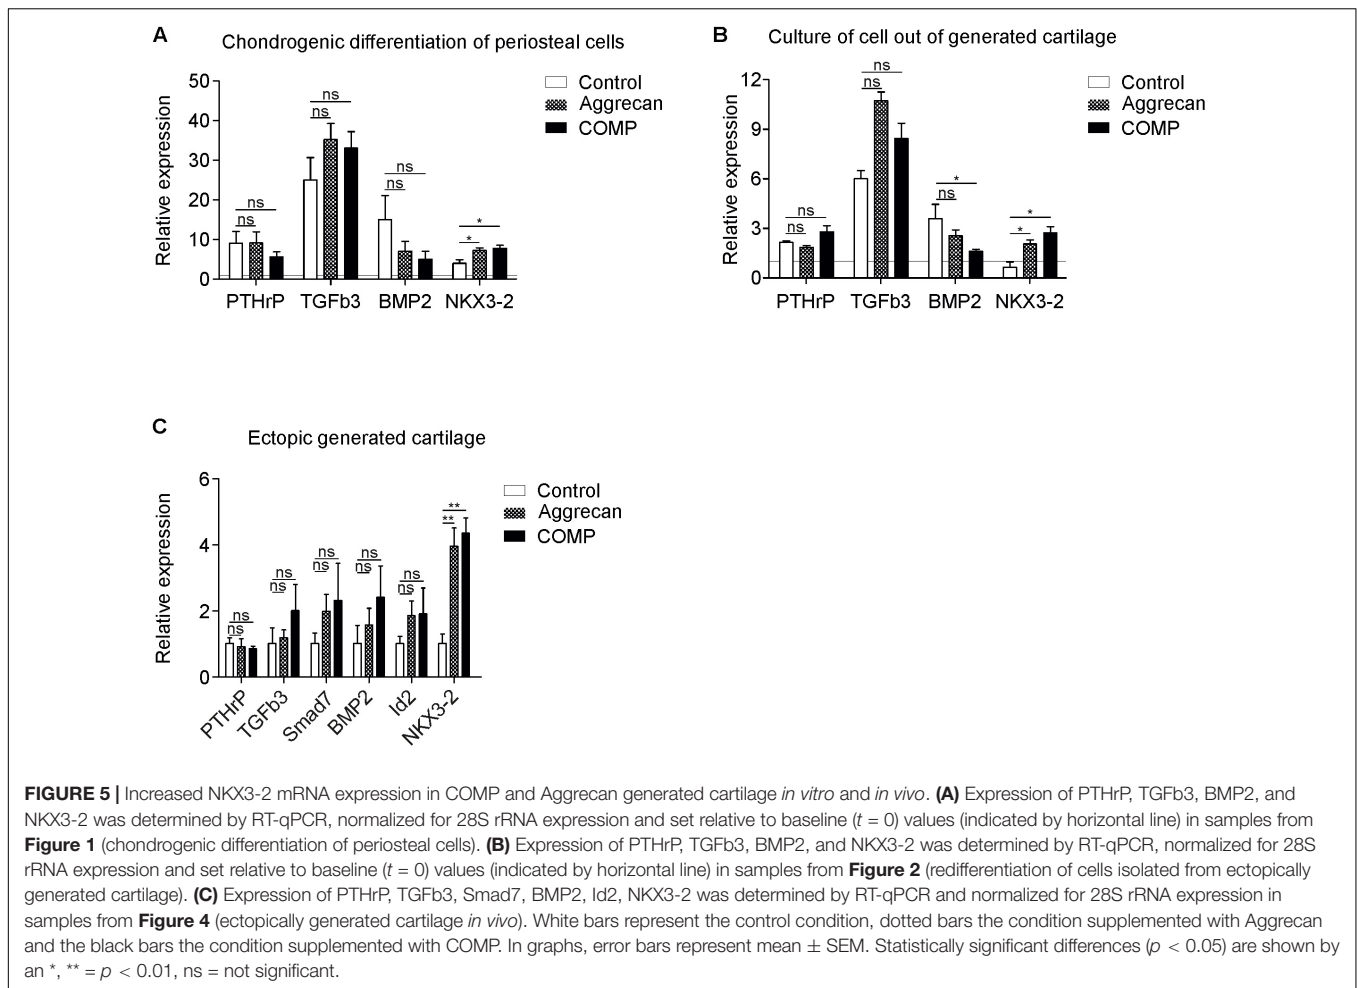 A
Chondrogenic differentiation of periosteal cells
Relative expression
50
40
30
20
10
0
ns
ns
ns
ns
ns
ns
*
*
PTHrP TGFb3 BMP2 NKX3-2
Control
Aggrecan
COMP
B
Culture of cell out of generated cartilage
Relative expression
12
9
6
3
0
ns
ns
ns
ns
*
ns
*
*
PTHrP TGFb3 BMP2 NKX3-2
Control
Aggrecan
COMP
C
Ectopic generated cartilage
Relative expression
6
4
2
0
ns
ns
ns
ns
ns
ns
ns
ns
ns
ns
**
**
PTHrP TGFb3 Smad7 BMP2 Id2 NKX3-2
Control
Aggrecan
COMP
FIGURE 5 | Increased NKX3-2 mRNA expression in COMP and Aggrecan generated cartilage in vitro and in vivo. (A) Expression of PTHrP, TGFb3, BMP2, and
NKX3-2 was determined by RT-qPCR, normalized for 28S rRNA expression and set relative to baseline (t = 0) values (indicated by horizontal line) in samples from
Figure 1 (chondrogenic differentiation of periosteal cells). (B) Expression of PTHrP, TGFb3, BMP2, and NKX3-2 was determined by RT-qPCR, normalized for 28S
rRNA expression and set relative to baseline (t = 0) values (indicated by horizontal line) in samples from Figure 2 (redifferentiation of cells isolated from ectopically
generated cartilage). (C) Expression of PTHrP, TGFb3, Smad7, BMP2, Id2, NKX3-2 was determined by RT-qPCR and normalized for 28S rRNA expression in
samples from Figure 4 (ectopically generated cartilage in vivo). White bars represent the control condition, dotted bars the condition supplemented with Aggrecan
and the black bars the condition supplemented with COMP. In graphs, error bars represent mean ± SEM. Statistically significant differences (p < 0.05) are shown by
an *, ** = p < 0.01, ns = not significant.